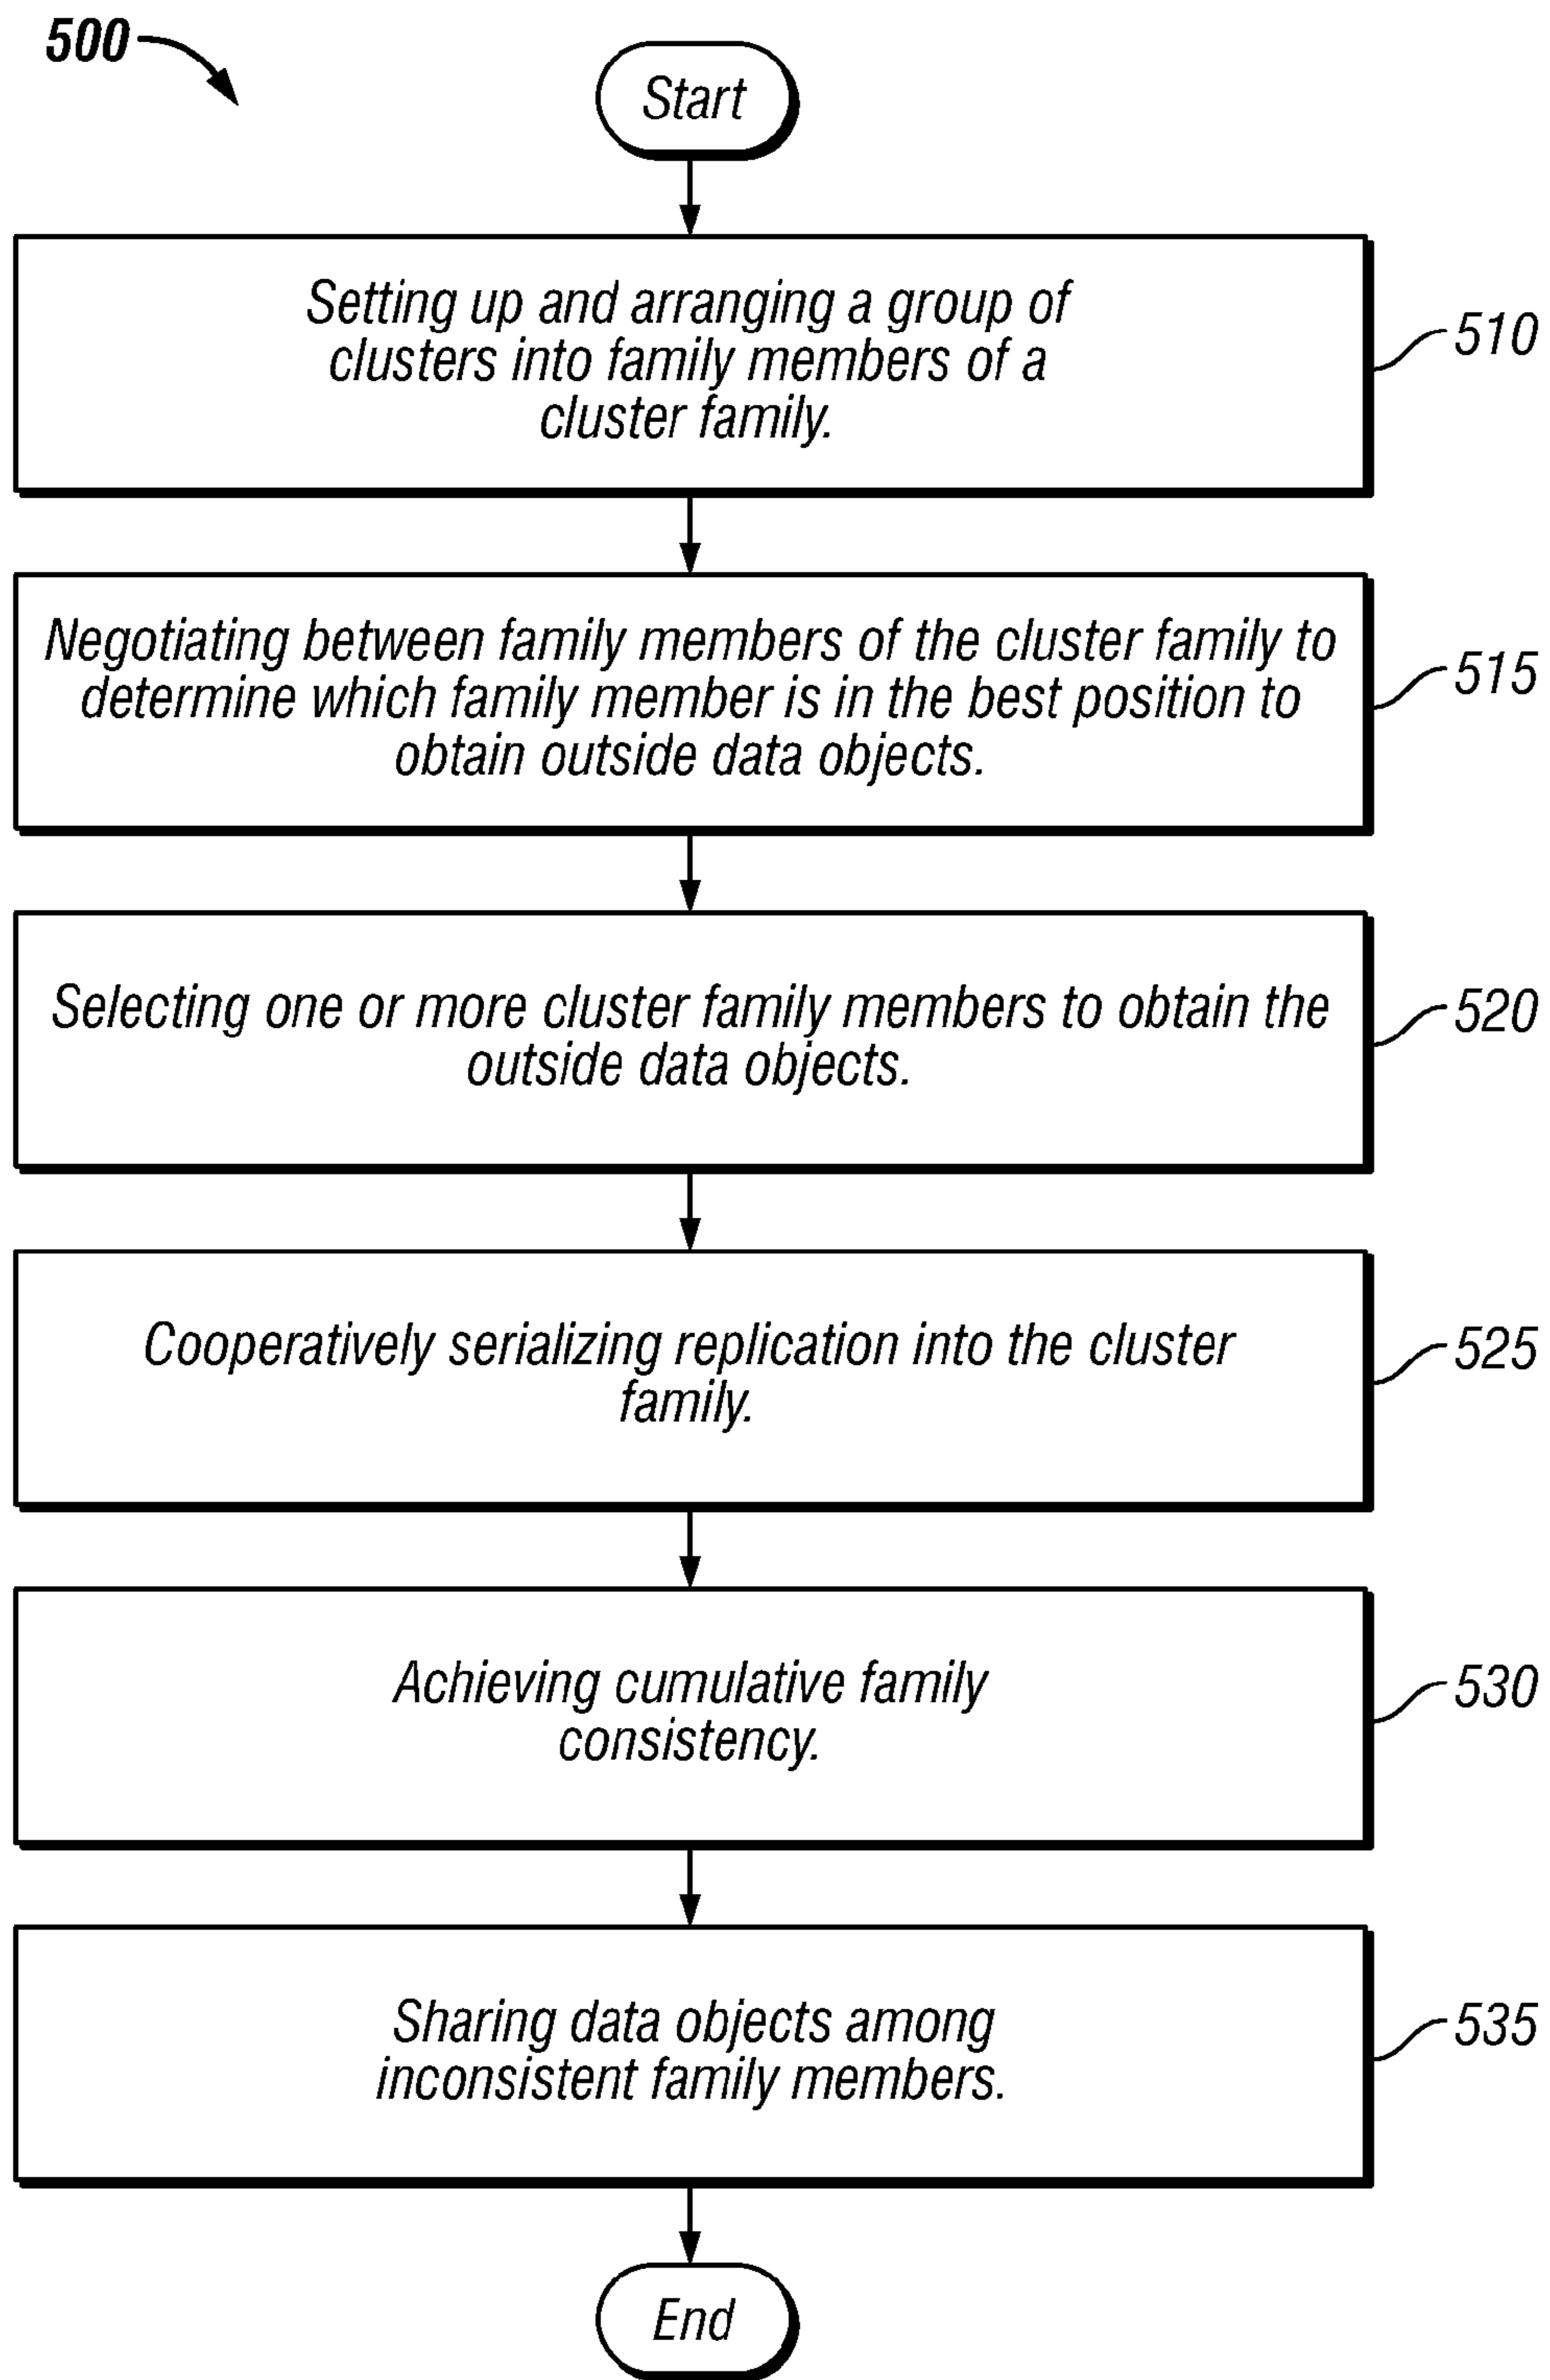 500
Start
Setting up and arranging a group of
clusters into family members of a
cluster family.
510
Negotiating between family members of the cluster family to
determine which family member is in the best position to
obtain outside data objects.
515
Selecting one or more cluster family members to obtain the
outside data objects.
520
Cooperatively serializing replication into the cluster
family.
525
Achieving cumulative family
consistency.
530
Sharing data objects among
inconsistent family members.
535
End